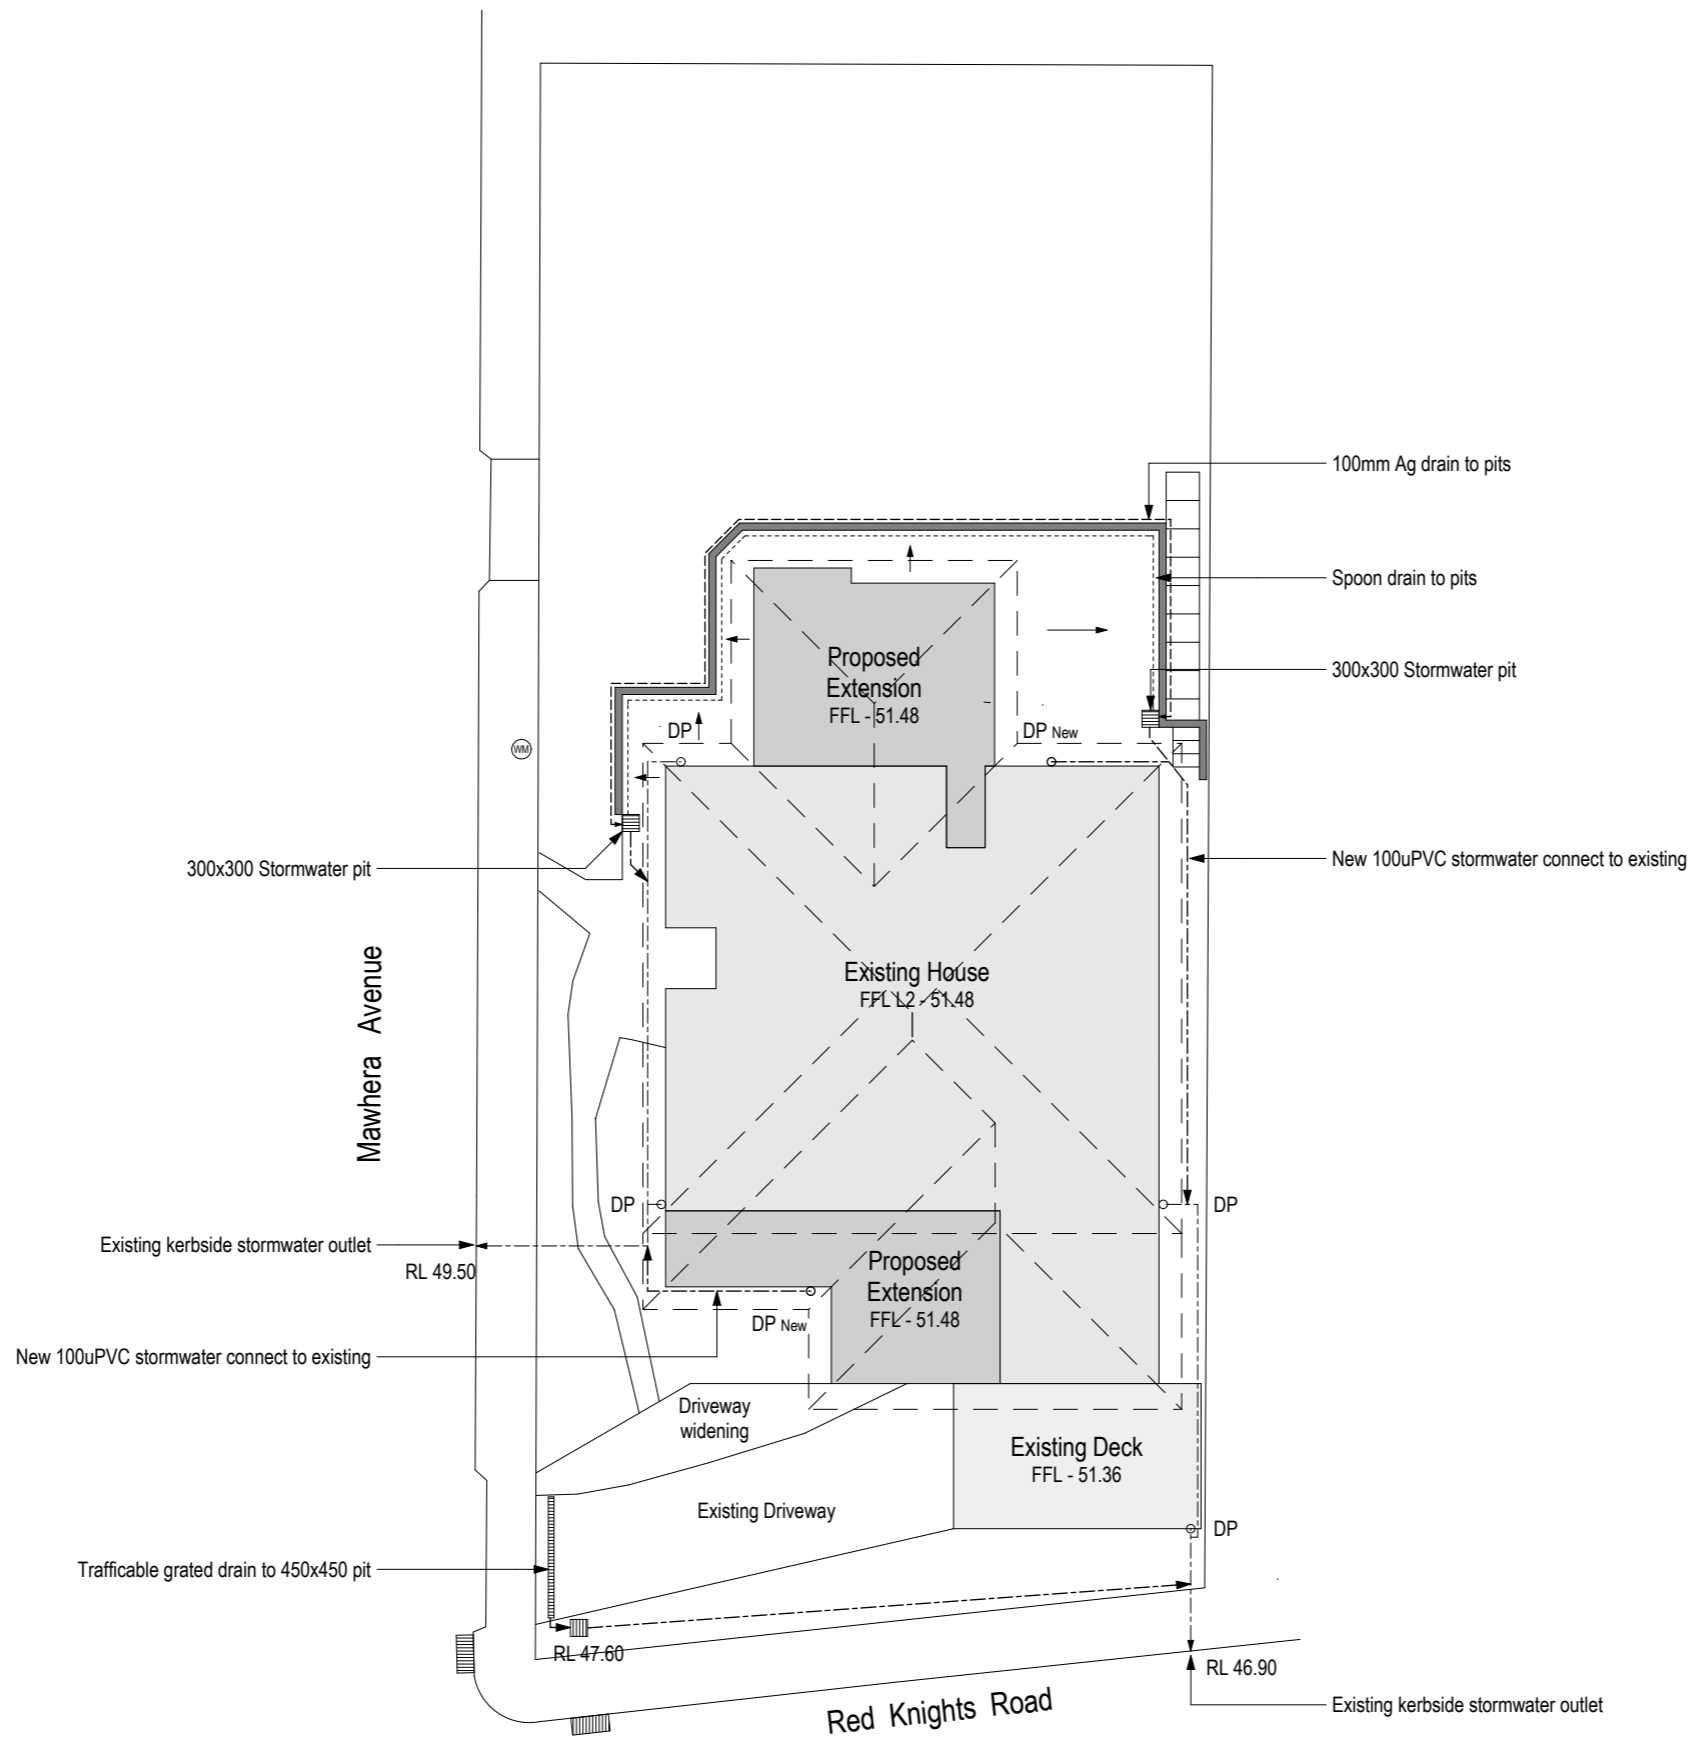 100mm Ag drain to pits
Spoon drain to pits
Proposed
Extension
FFL - 51.48
300x300 Stormwater pit
DP
DP New
WM
300x300 Stormwater pit
New 100uPVC stormwater connect to existing
Existing House
FFL L2 - 51.48
Mawhera Avenue
DP
DP
Existing kerbside stormwater outlet
RL 49.50
Proposed
Extension
FFL - 51.48
DP New
New 100uPVC stormwater connect to existing
Driveway
widening
Existing Deck
FFL - 51.36
Existing Driveway
DP
Trafficable grated drain to 450x450 pit
RL 47.60
RL 46.90
Red Knights Road
Existing kerbside stormwater outlet